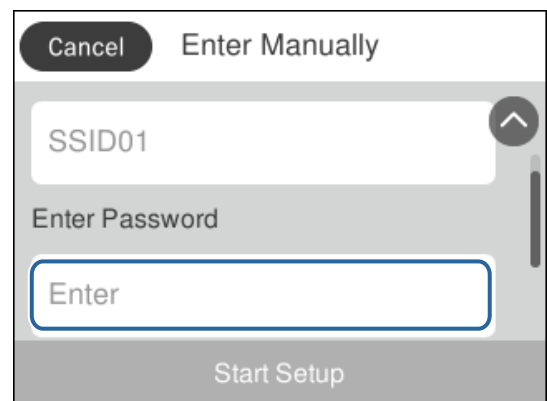 Cancel Enter Manually
SSID01
Enter Password
Enter
Start Setup